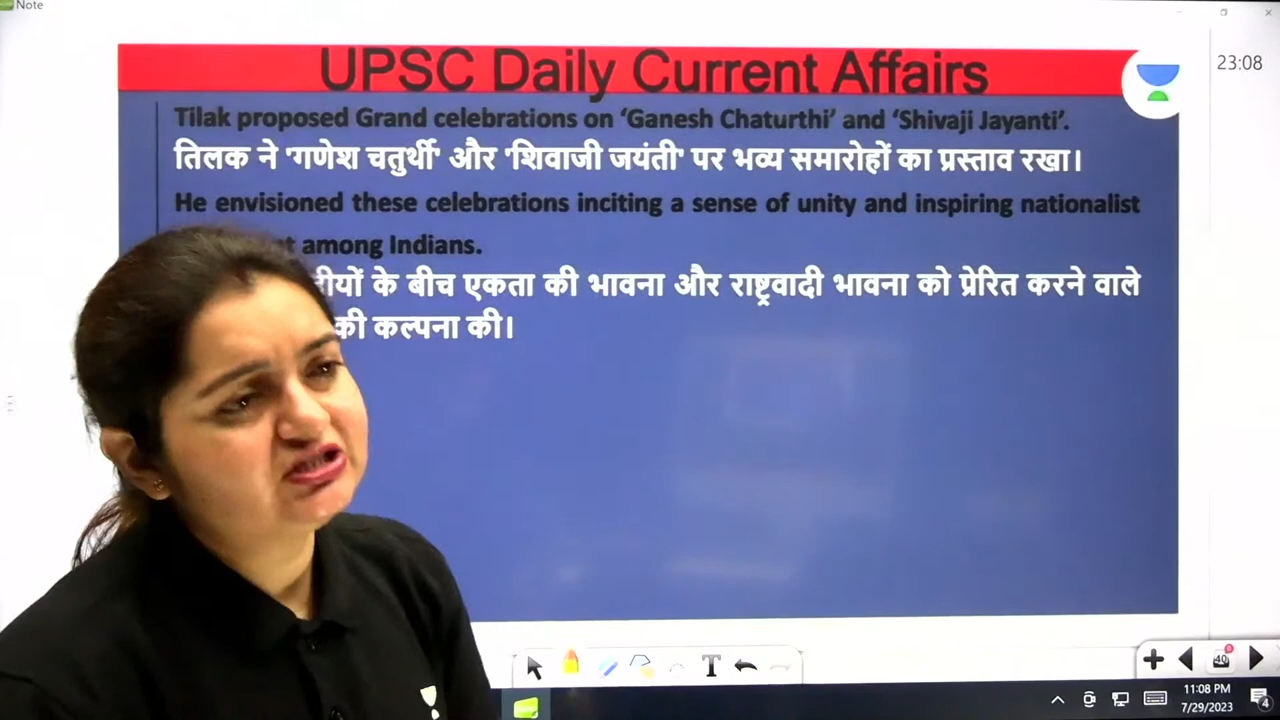 Note
UPSC Daily Current Affairs
23:08
Tilak proposed Grand celebrations on ‘Ganesh Chaturthi’ and ‘Shivaji Jayanti’.
तिलक ने 'गणेश चतुर्थी' और 'शिवाजी जयंती' पर भव्य समारोहों का प्रस्ताव रखा।
He envisioned these celebrations inciting a sense of unity and inspiring nationalist
among Indians.
के बीच एकता की भावना और राष्ट्रवादी भावना को प्रेरित करने वाले
की कल्पना की।
T
40
11:08 PM
7/29/2023
4